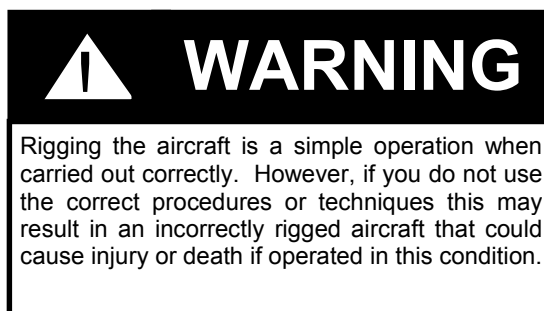 WARNING
Rigging the aircraft is a simple operation when
carried out correctly. However, if you do not use
the correct procedures or techniques this may
result in an incorrectly rigged aircraft that could
cause injury or death if operated in this condition.